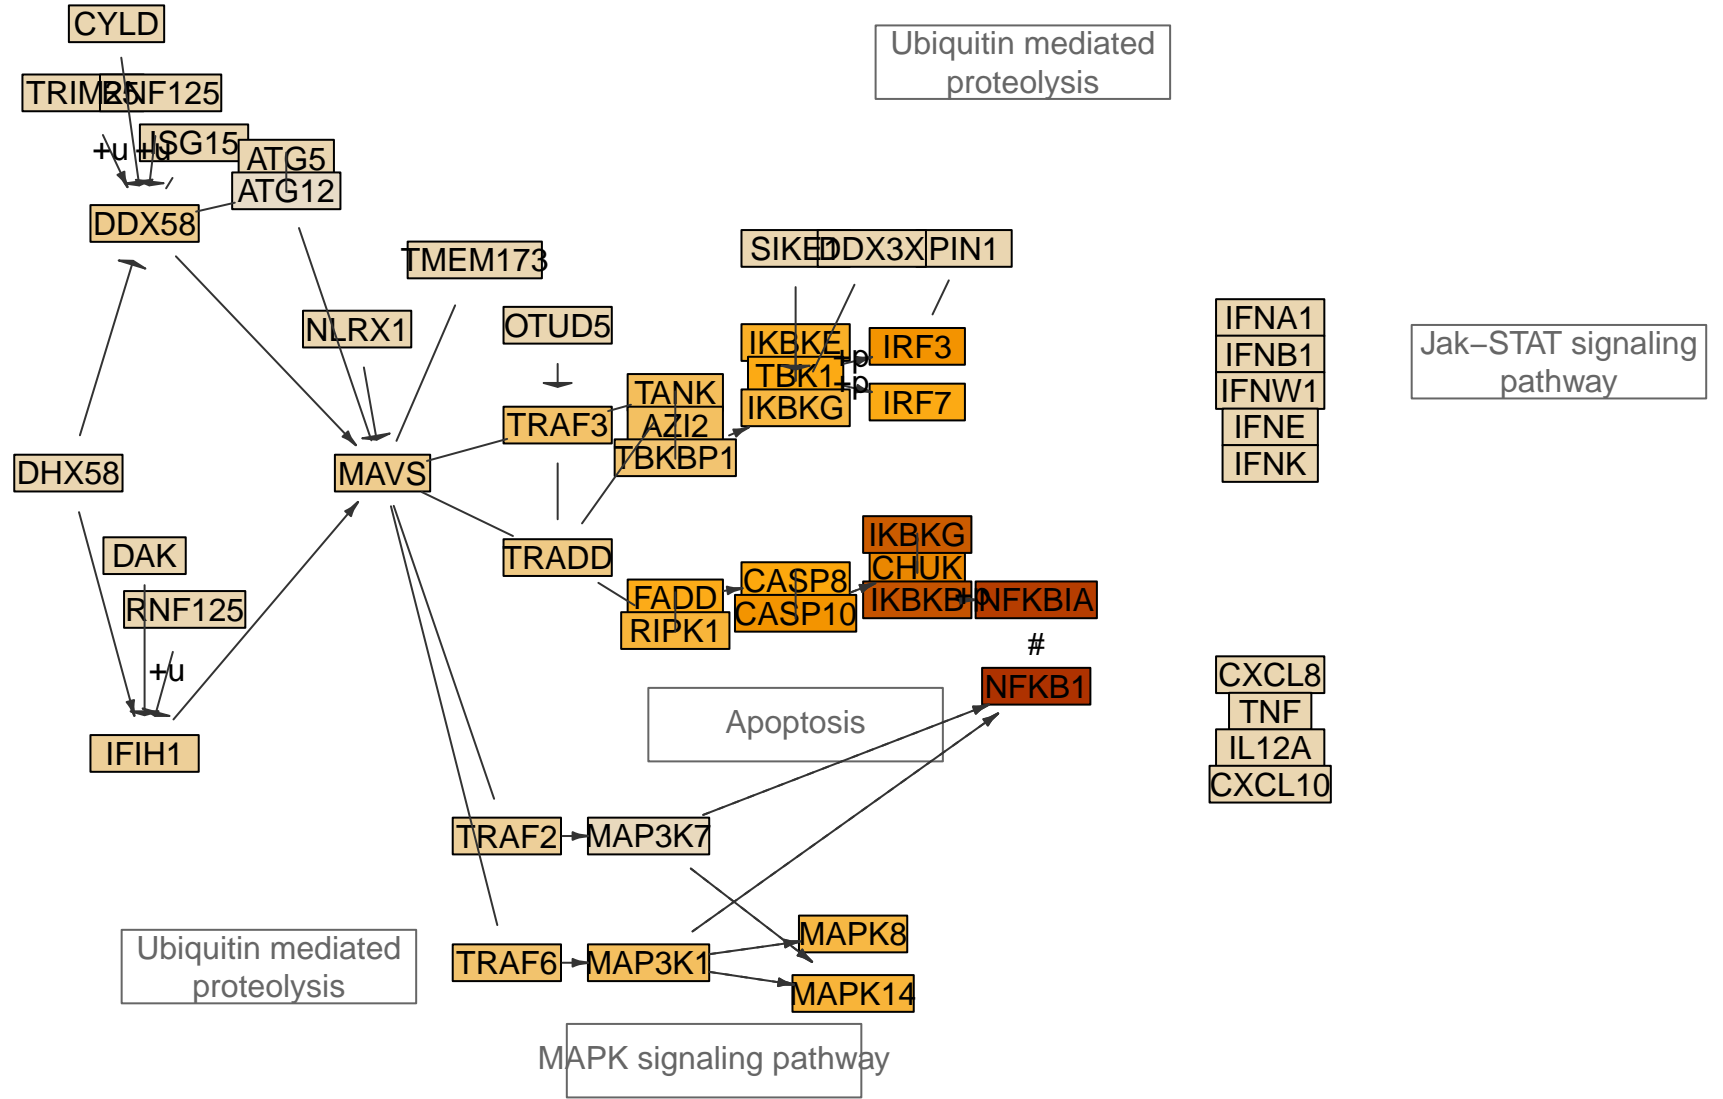 CYLD
Ubiquitin mediated
proteolysis
TRIM25
RNF125
ISG15
+u
+u
ATG5
ATG12
DDX58
TMEM173
SIKE1
DDX3X
PIN1
NLRX1
OTUD5
IKBKE
IRF3
+p
TBK1
+p
IKBKG
IRF7
IFNA1
IFNB1
IFNW1
IFNE
IFNK
Jak–STAT signaling
pathway
TANK
TRAF3
AZI2
TBKBP1
DHX58
MAVS
DAK
RNF125
+u
IFIH1
TRADD
FADD
RIPK1
CASP8
CASP10
IKBKG
CHUK
IKBKB
+p
NFKBIA
#
NFKB1
Apoptosis
CXCL8
TNF
IL12A
CXCL10
TRAF2
MAP3K7
TRAF6
MAP3K1
MAPK8
MAPK14
Ubiquitin mediated
proteolysis
MAPK signaling pathway